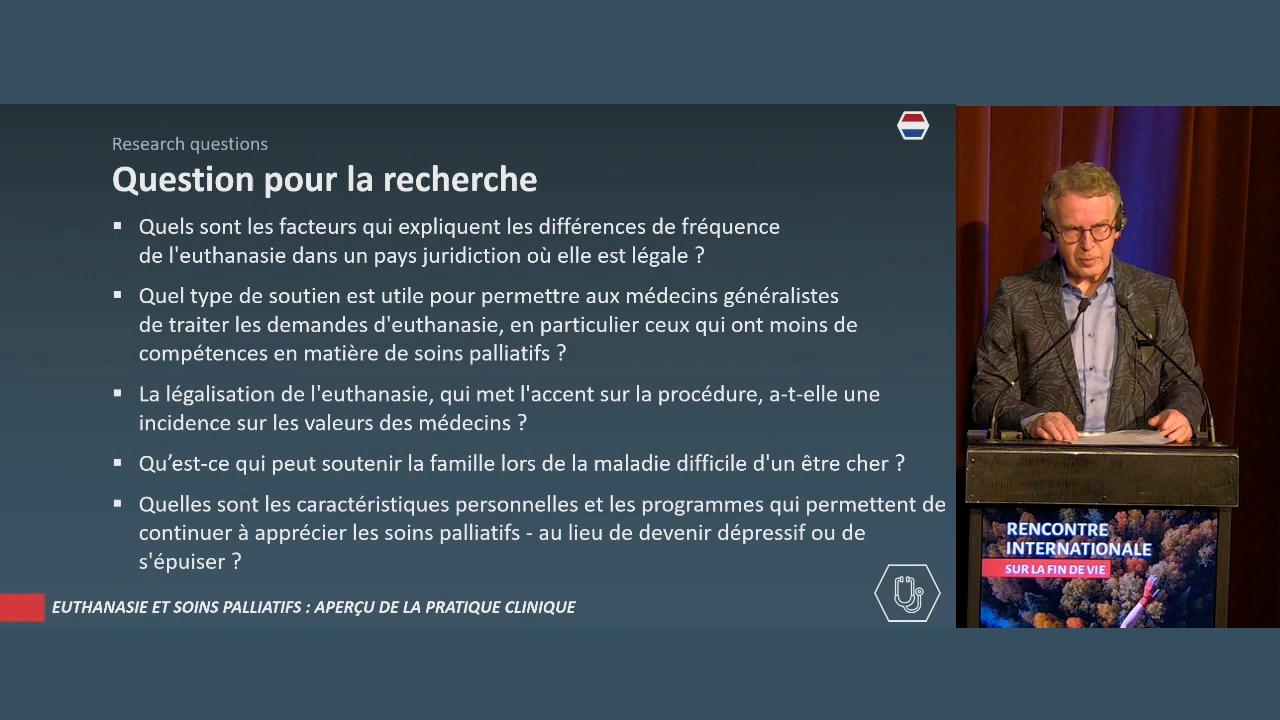 Research questions
Question pour la recherche
▪ Quels sont les facteurs qui expliquent les différences de fréquence
de l'euthanasie dans un pays juridiction où elle est légale ?
▪ Quel type de soutien est utile pour permettre aux médecins généralistes
de traiter les demandes d'euthanasie, en particulier ceux qui ont moins de
compétences en matière de soins palliatifs ?
▪ La légalisation de l'euthanasie, qui met l'accent sur la procédure, a-t-elle une
incidence sur les valeurs des médecins ?
▪ Qu’est-ce qui peut soutenir la famille lors de la maladie difficile d'un être cher ?
▪ Quelles sont les caractéristiques personnelles et les programmes qui permettent de
continuer à apprécier les soins palliatifs - au lieu de devenir dépressif ou de
s'épuiser ?
EUTHANASIE ET SOINS PALLIATIFS : APERÇU DE LA PRATIQUE CLINIQUE
RENCONTRE
INTERNATIONALE
SUR LA FIN DE VIE